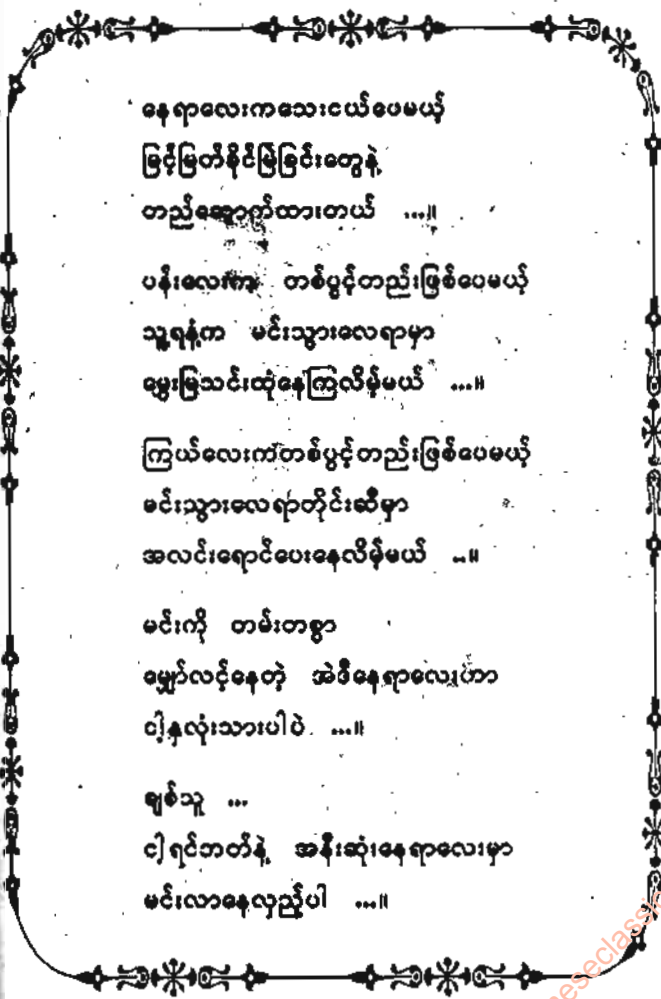 နေရာလေးကသေးငယ်ပေမယ့်
မြင့်မြတ်ခိုင်မြဲခြင်းတွေနဲ့
တည်ဆောက်ထားတယ် ...။
ပန်းလေးက တစ်ပွင့်တည်းဖြစ်ပေမယ့်
သူ့ရနံ့က မင်းသွားလေရာမှာ
မွှေးမြသင်းထုံနေကြလိမ့်မယ် ...။
ကြယ်လေးကတစ်ပွင့်တည်းဖြစ်ပေမယ့်
မင်းသွားလေရာတိုင်းဆီမှာ
အလင်းရောင်ပေးနေလိမ့်မယ် ...။
မင်းကို တမ်းတစွာ
မျှော်လင့်နေတဲ့ အဲဒီနေရာလေးဟာ
ငါ့နှလုံးသားပါပဲ ...။
ချစ်သူ ...
ငါ့ရင်ဘတ်နဲ့ အနီးဆုံးနေရာလေးမှာ
မင်းလာနေလှည့်ပါ ...။